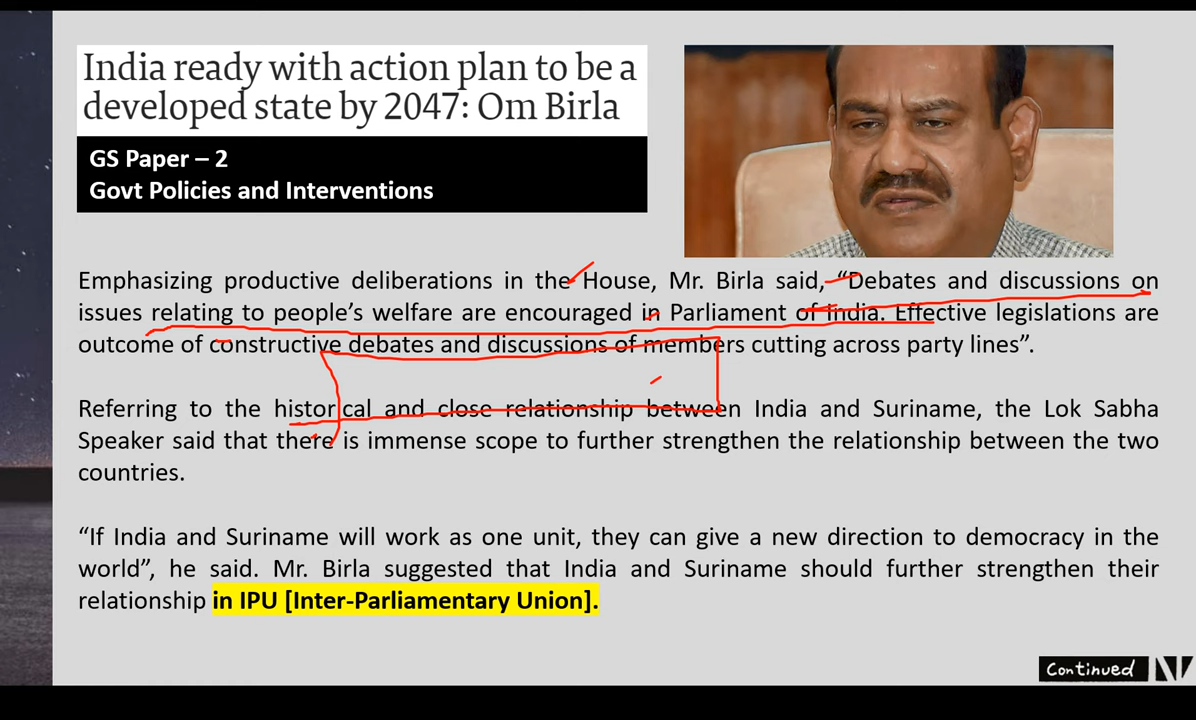 India ready with action plan to be a
developed state by 2047: Om Birla
GS Paper – 2
Govt Policies and Interventions
Emphasizing productive deliberations in the House, Mr. Birla said, “Debates and discussions on
issues relating to people’s welfare are encouraged in Parliament of India. Effective legislations are
outcome of constructive debates and discussions of members cutting across party lines”.
Referring to the historical and close relationship between India and Suriname, the Lok Sabha
Speaker said that there is immense scope to further strengthen the relationship between the two
countries.
“If India and Suriname will work as one unit, they can give a new direction to democracy in the
world”, he said. Mr. Birla suggested that India and Suriname should further strengthen their
relationship in IPU [Inter-Parliamentary Union].
Continued